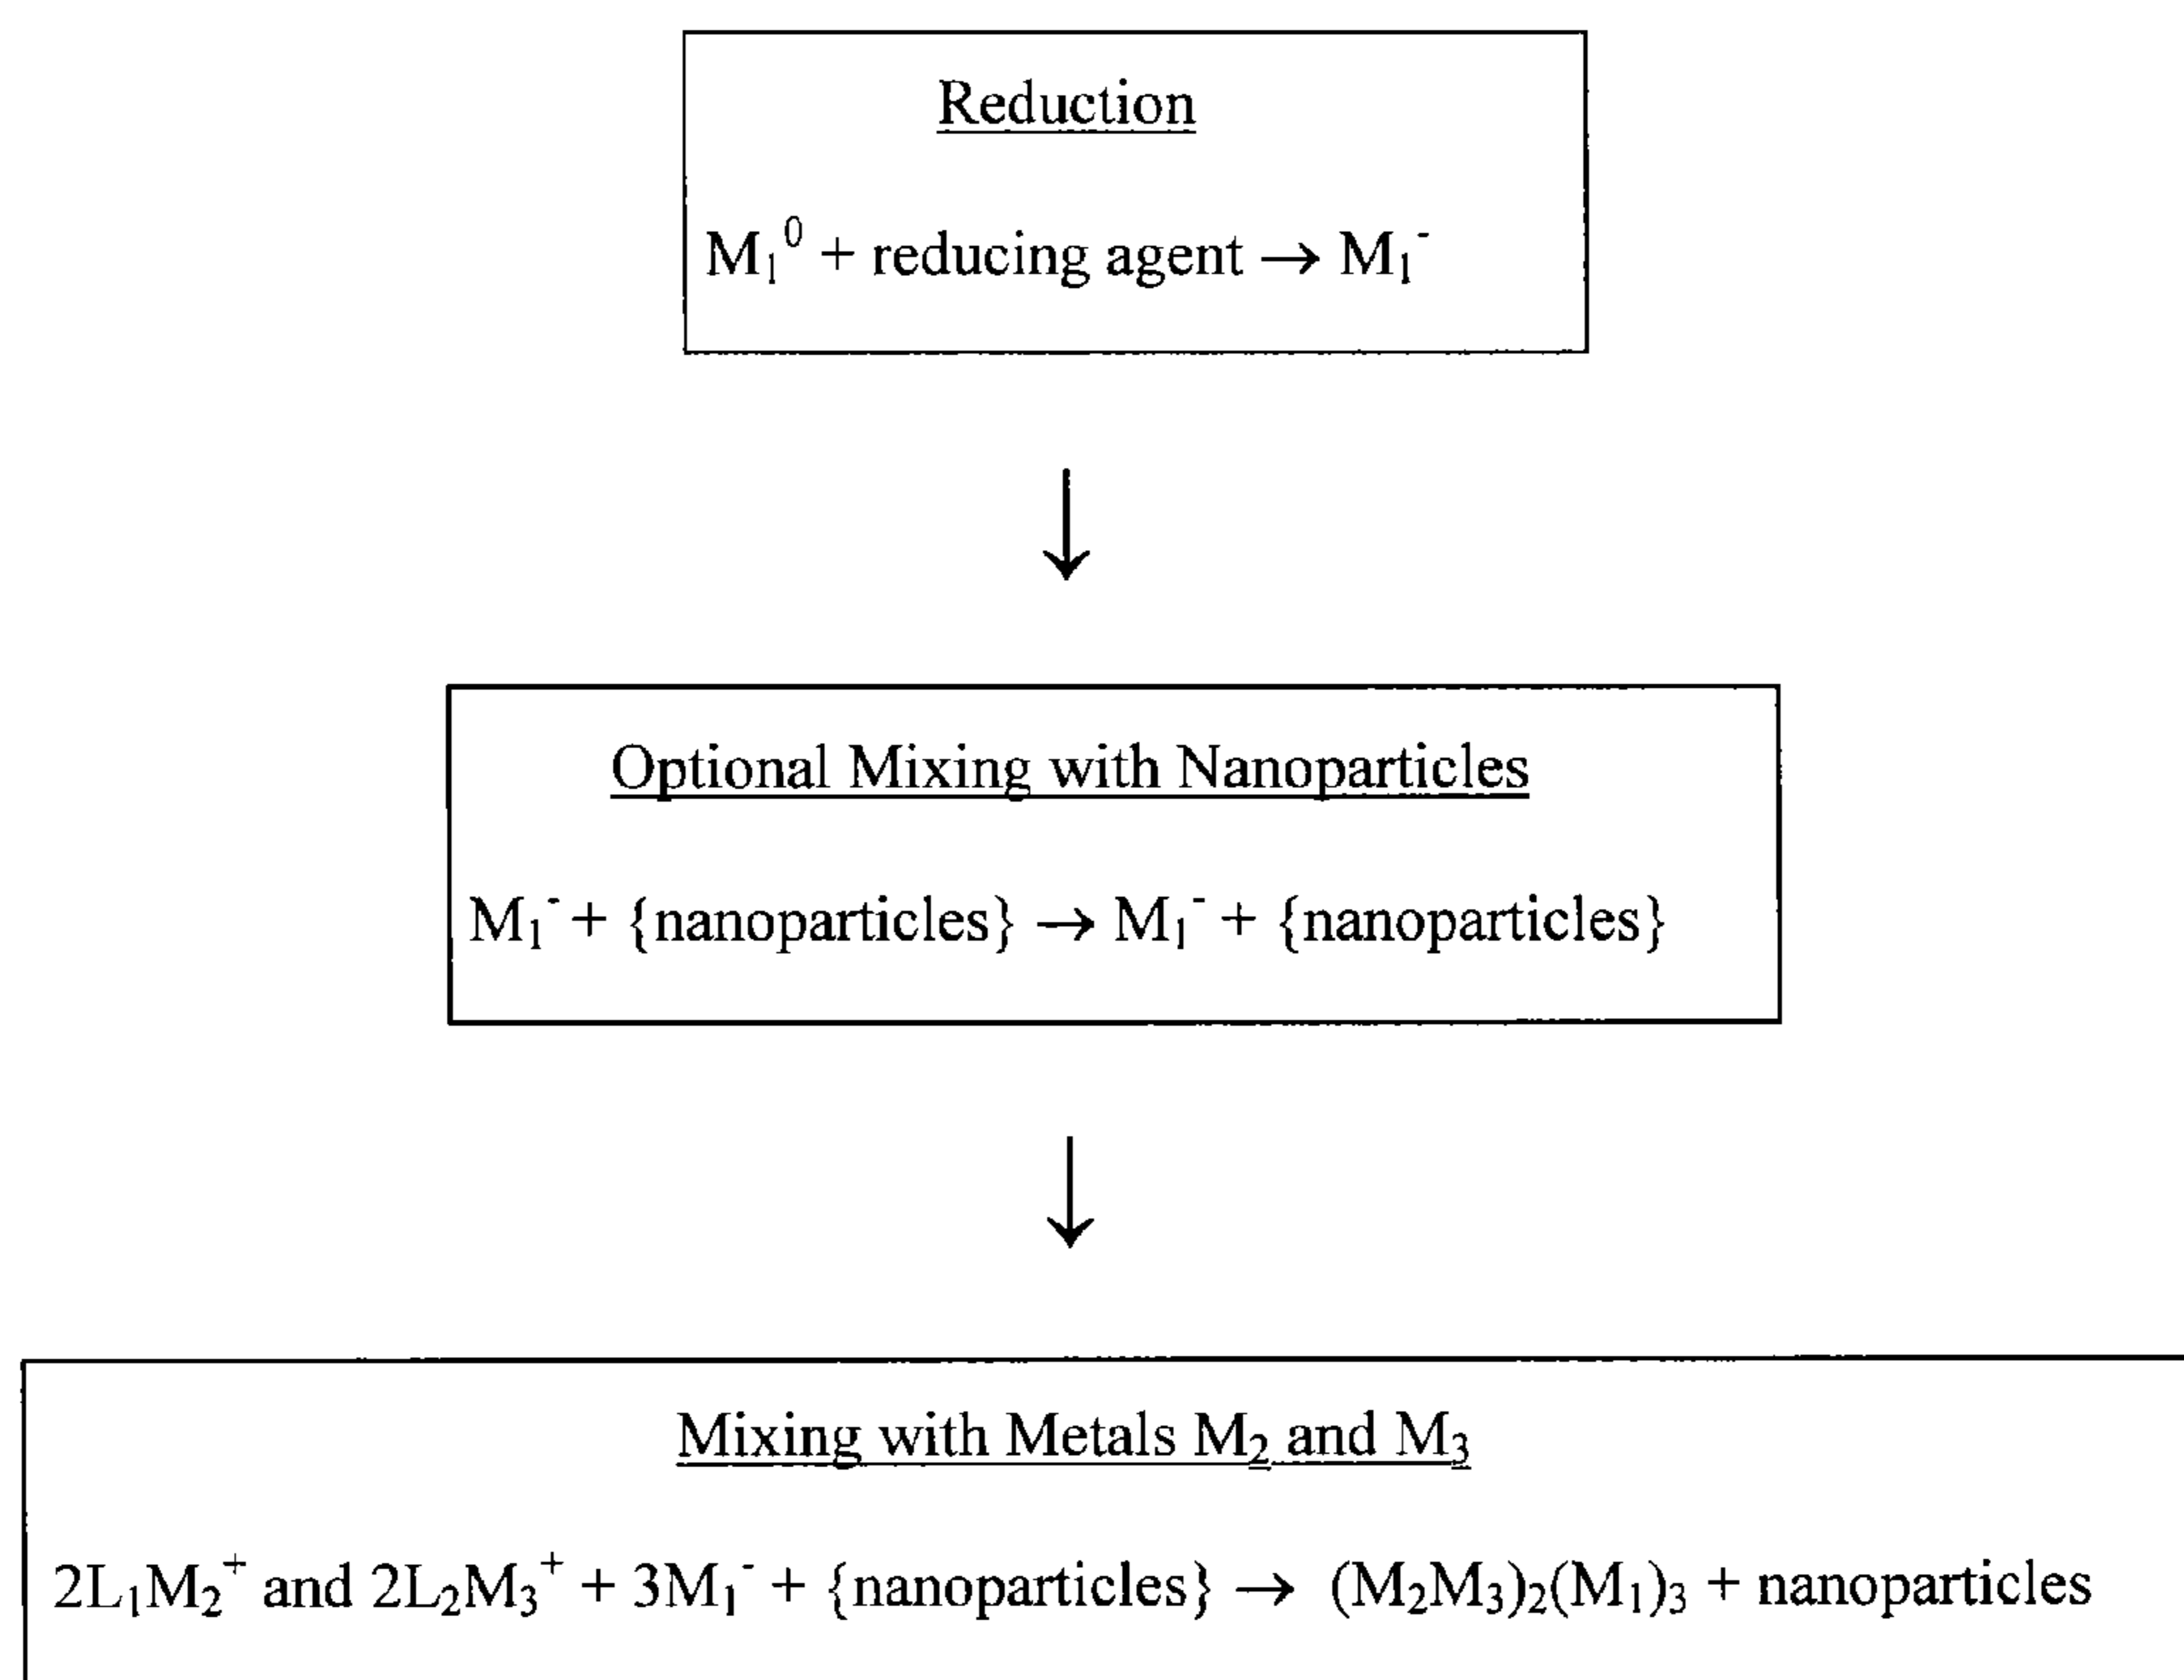 Reduction
M₁⁰ + reducing agent → M₁⁻
Optional Mixing with Nanoparticles
M₁⁻ + {nanoparticles} → M₁⁻ + {nanoparticles}
Mixing with Metals M₂ and M₃
2L₁M₂⁺ and 2L₂M₃⁺ + 3M₁⁻ + {nanoparticles} → (M₂M₃)₂(M₁)₃ + nanoparticles